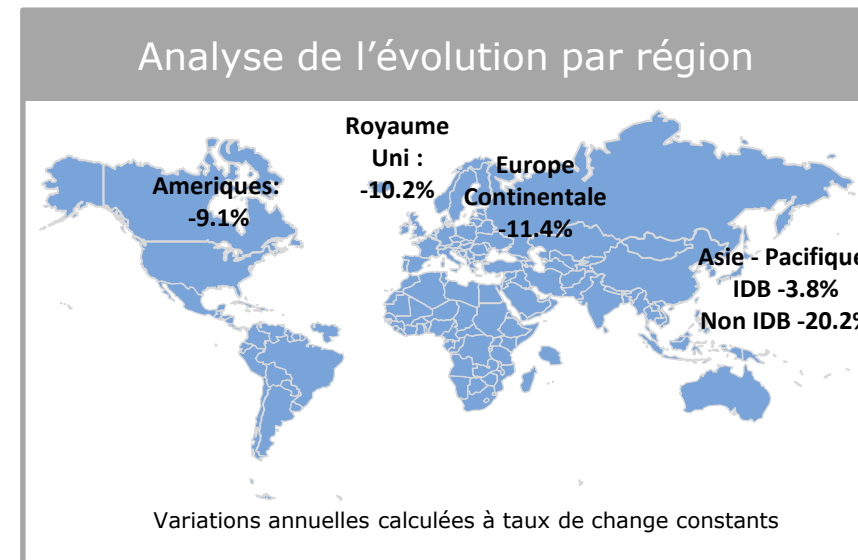 Analyse de l’évolution par région
Royaume
Uni :
-10.2%
Ameriques:
-9.1%
Europe
Continentale
-11.4%
Asie - Pacifique
IDB -3.8%
Non IDB -20.2%
Variations annuelles calculées à taux de change constants